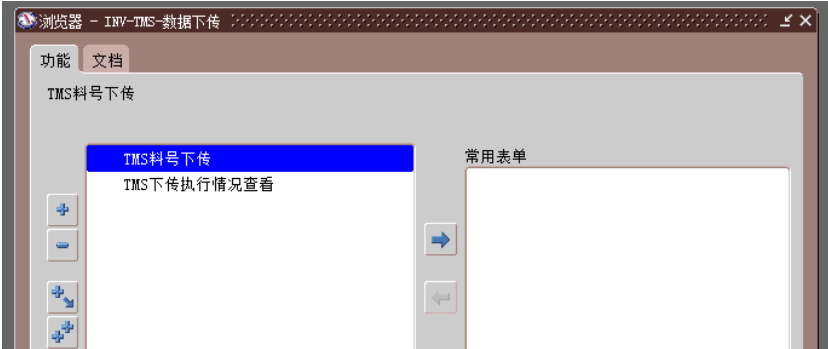 浏览器 - INV-TMS-数据下传
功能 文档
TMS料号下传
TMS料号下传
TMS下传执行情况查看
常用表单